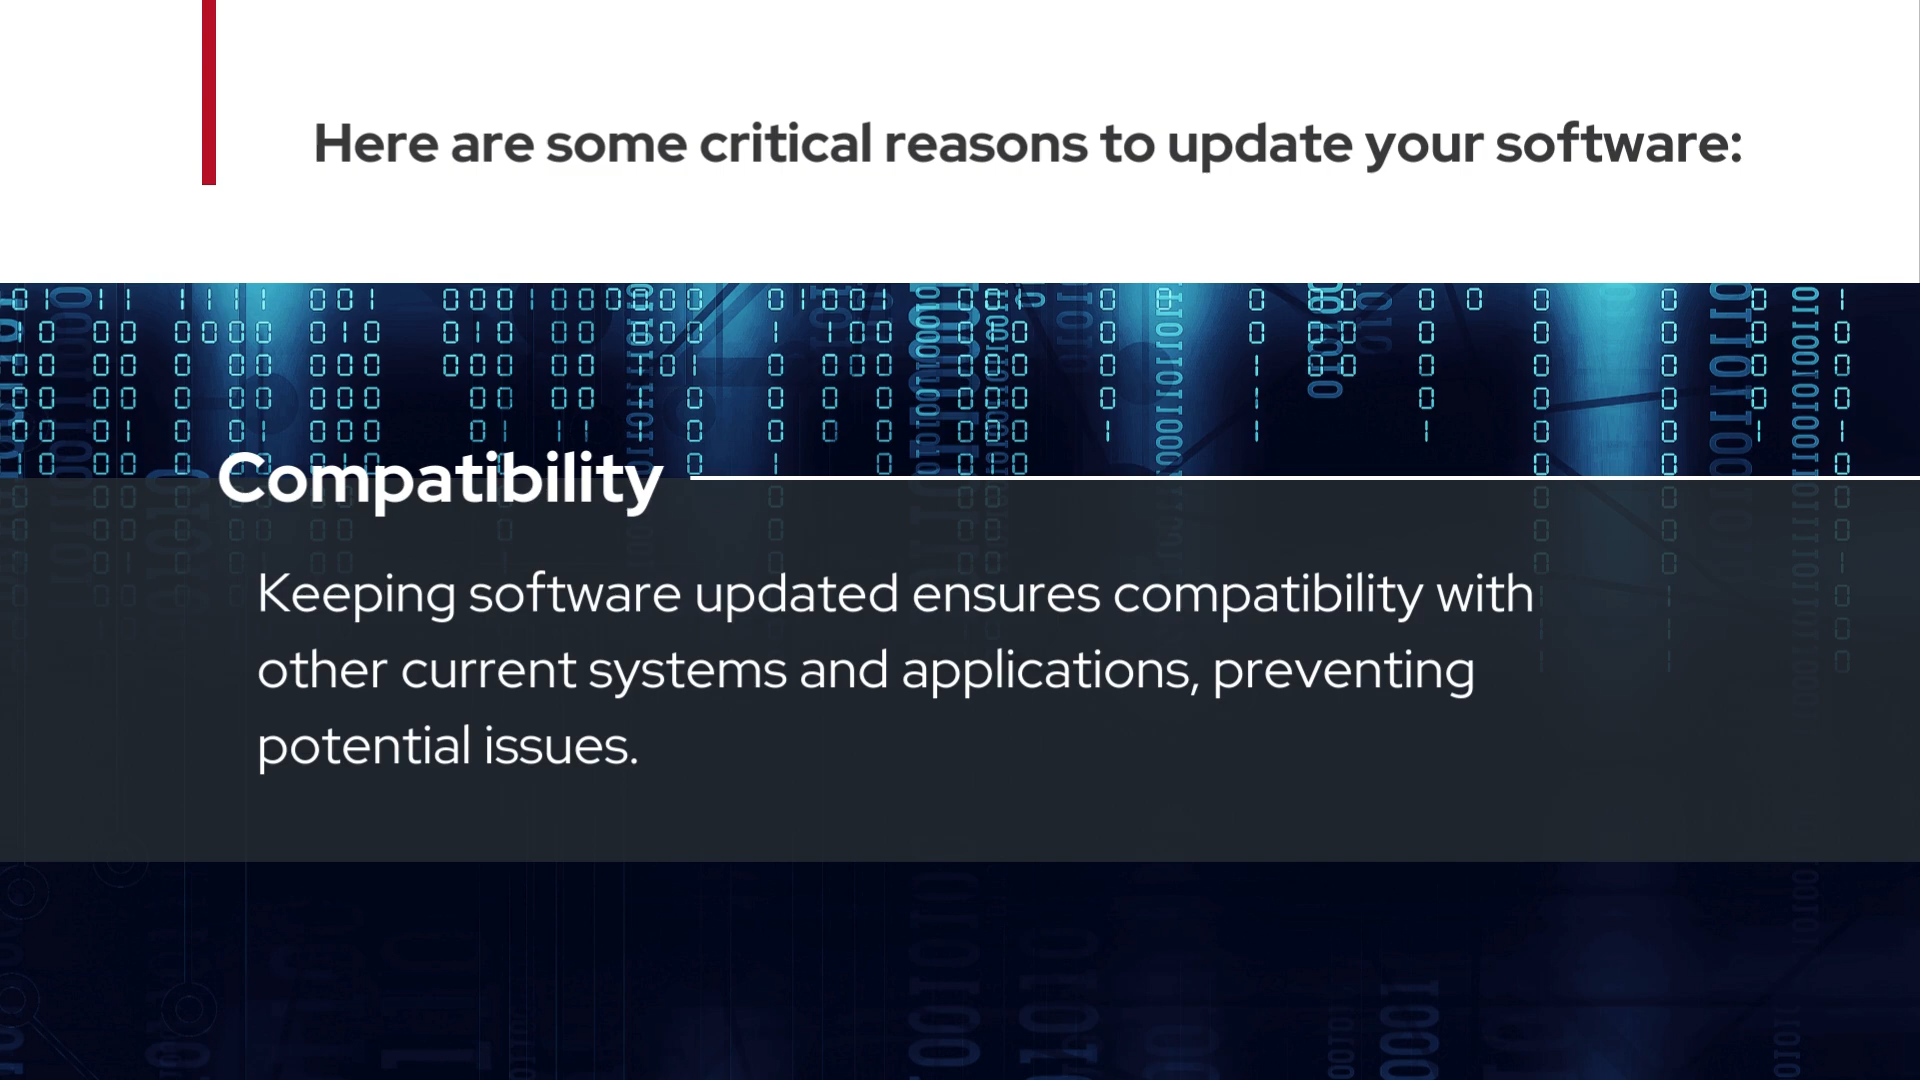 Here are some critical reasons to update your software:
Compatibility
Keeping software updated ensures compatibility with
other current systems and applications, preventing
potential issues.